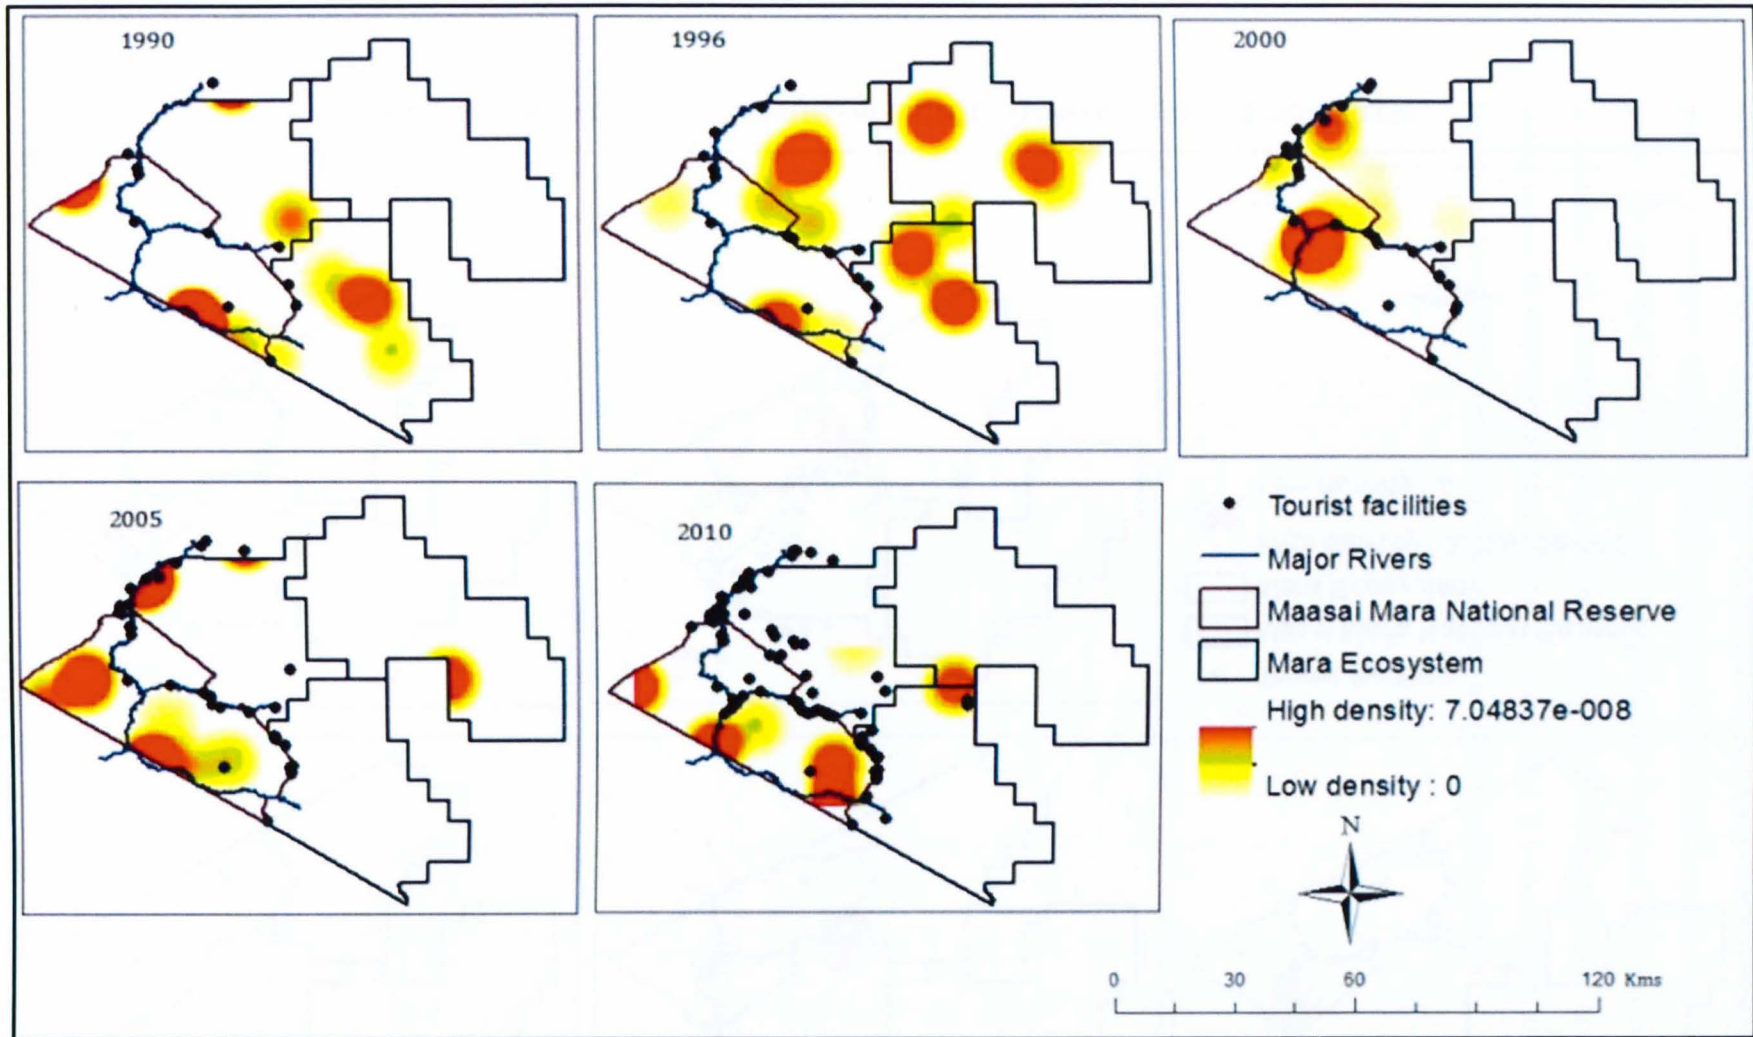 1990
1996
2000
2005
2010
Tourist facilities
Major Rivers
Maasai Mara National Reserve
Mara Ecosystem
High density: 7.04837e-008
Low density : 0
N
0 30 60 120 Kms